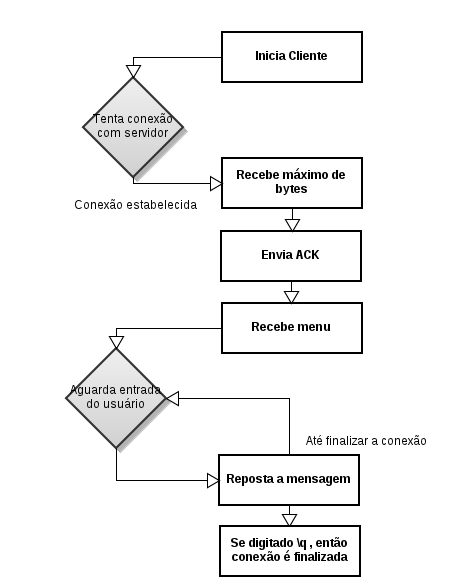 Inicia Cliente
Tenta conexão
com servidor
Recebe máximo de
bytes
Conexão estabelecida
Envia ACK
Recebe menu
Aguarda entrada
do usuário
Até finalizar a conexão
Reposta a mensagem
Se digitado \q , então
conexão é finalizada